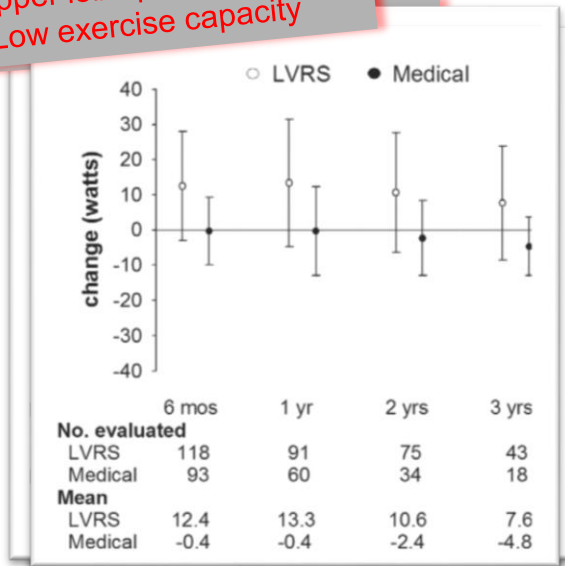 Low exercise capacity
○ LVRS ● Medical
change (watts)
40
30
20
10
0
-10
-20
-30
-40
6 mos 1 yr 2 yrs 3 yrs
No. evaluated
LVRS 118 91 75 43
Medical 93 60 34 18
Mean
LVRS 12.4 13.3 10.6 7.6
Medical -0.4 -0.4 -2.4 -4.8